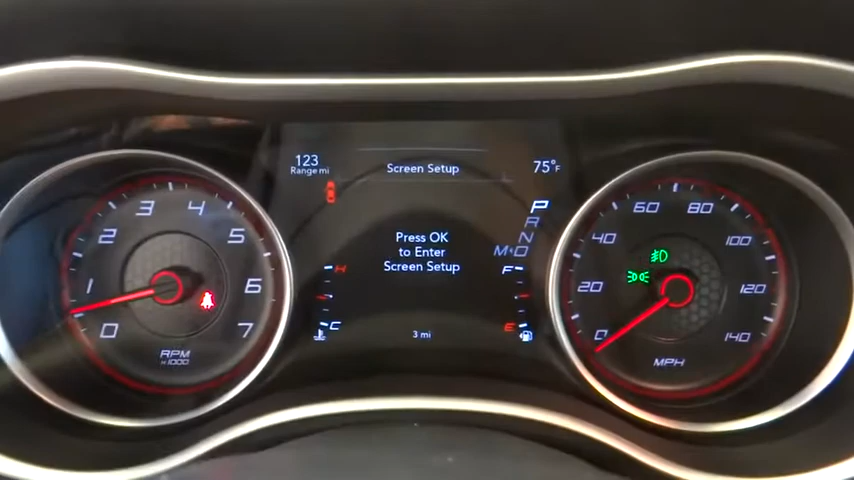 123
Range mi
Screen Setup
75°F
Press OK
to Enter
Screen Setup
3 mi
P
R
N
M/D
H
C
F
E
0
1
2
3
4
5
6
7
RPM
x1000
0
20
40
60
80
100
120
140
MPH